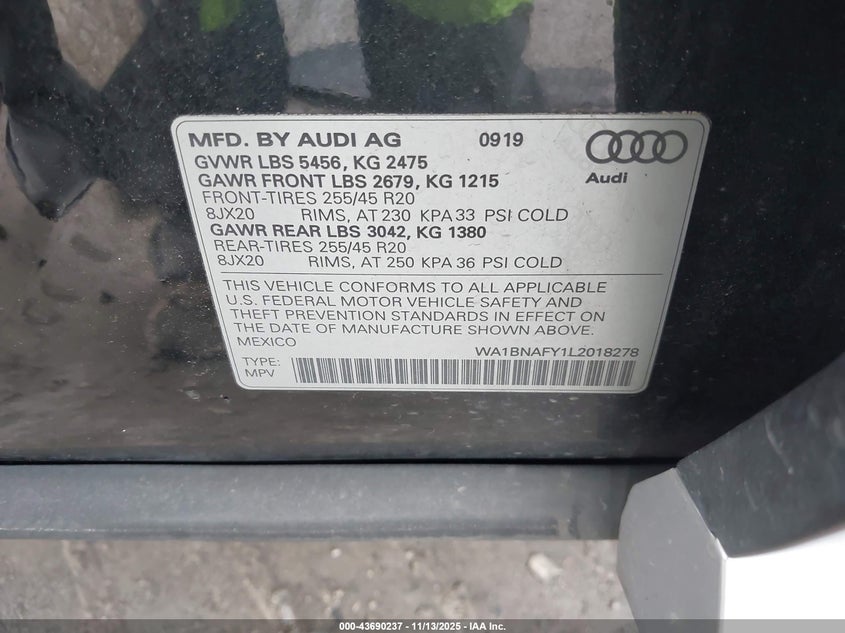 MFD. BY AUDI AG 0919
GVWR LBS 5456, KG 2475
GAWR FRONT LBS 2679, KG 1215
FRONT-TIRES 255/45 R20
8JX20 RIMS, AT 230 KPA 33 PSI COLD
GAWR REAR LBS 3042, KG 1380
REAR-TIRES 255/45 R20
8JX20 RIMS, AT 250 KPA 36 PSI COLD
Audi
THIS VEHICLE CONFORMS TO ALL APPLICABLE
U.S. FEDERAL MOTOR VEHICLE SAFETY AND
THEFT PREVENTION STANDARDS IN EFFECT ON
THE DATE OF MANUFACTURE SHOWN ABOVE.
MEXICO
WA1BNAFY1L2018278
TYPE:
MPV
000-43690237 - 11/13/2025 - IAA Inc.